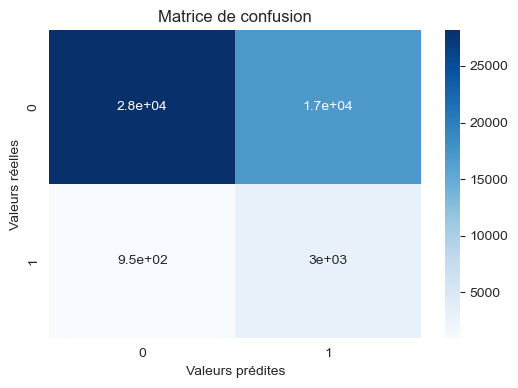 Matrice de confusion
Valeurs réelles
0
1
2.8e+04
1.7e+04
9.5e+02
3e+03
0
1
Valeurs prédites
25000
20000
15000
10000
5000